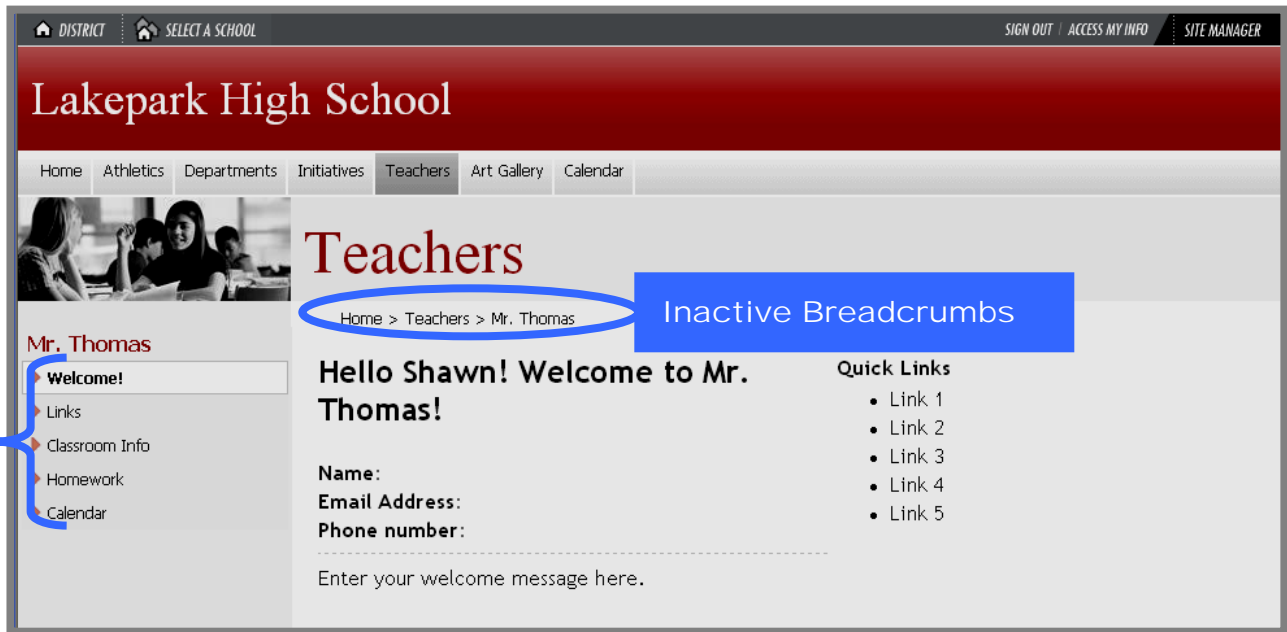 DISTRICT SELECT A SCHOOL SIGN OUT | ACCESS MY INFO SITE MANAGER
Lakepark High School
Home Athletics Departments Initiatives Teachers Art Gallery Calendar
Teachers
Home > Teachers > Mr. Thomas
Inactive Breadcrumbs
Mr. Thomas
Welcome!
Links
Classroom Info
Homework
Calendar
Hello Shawn! Welcome to Mr.
Thomas!
Name:
Email Address:
Phone number:
Enter your welcome message here.
Quick Links
• Link 1
• Link 2
• Link 3
• Link 4
• Link 5